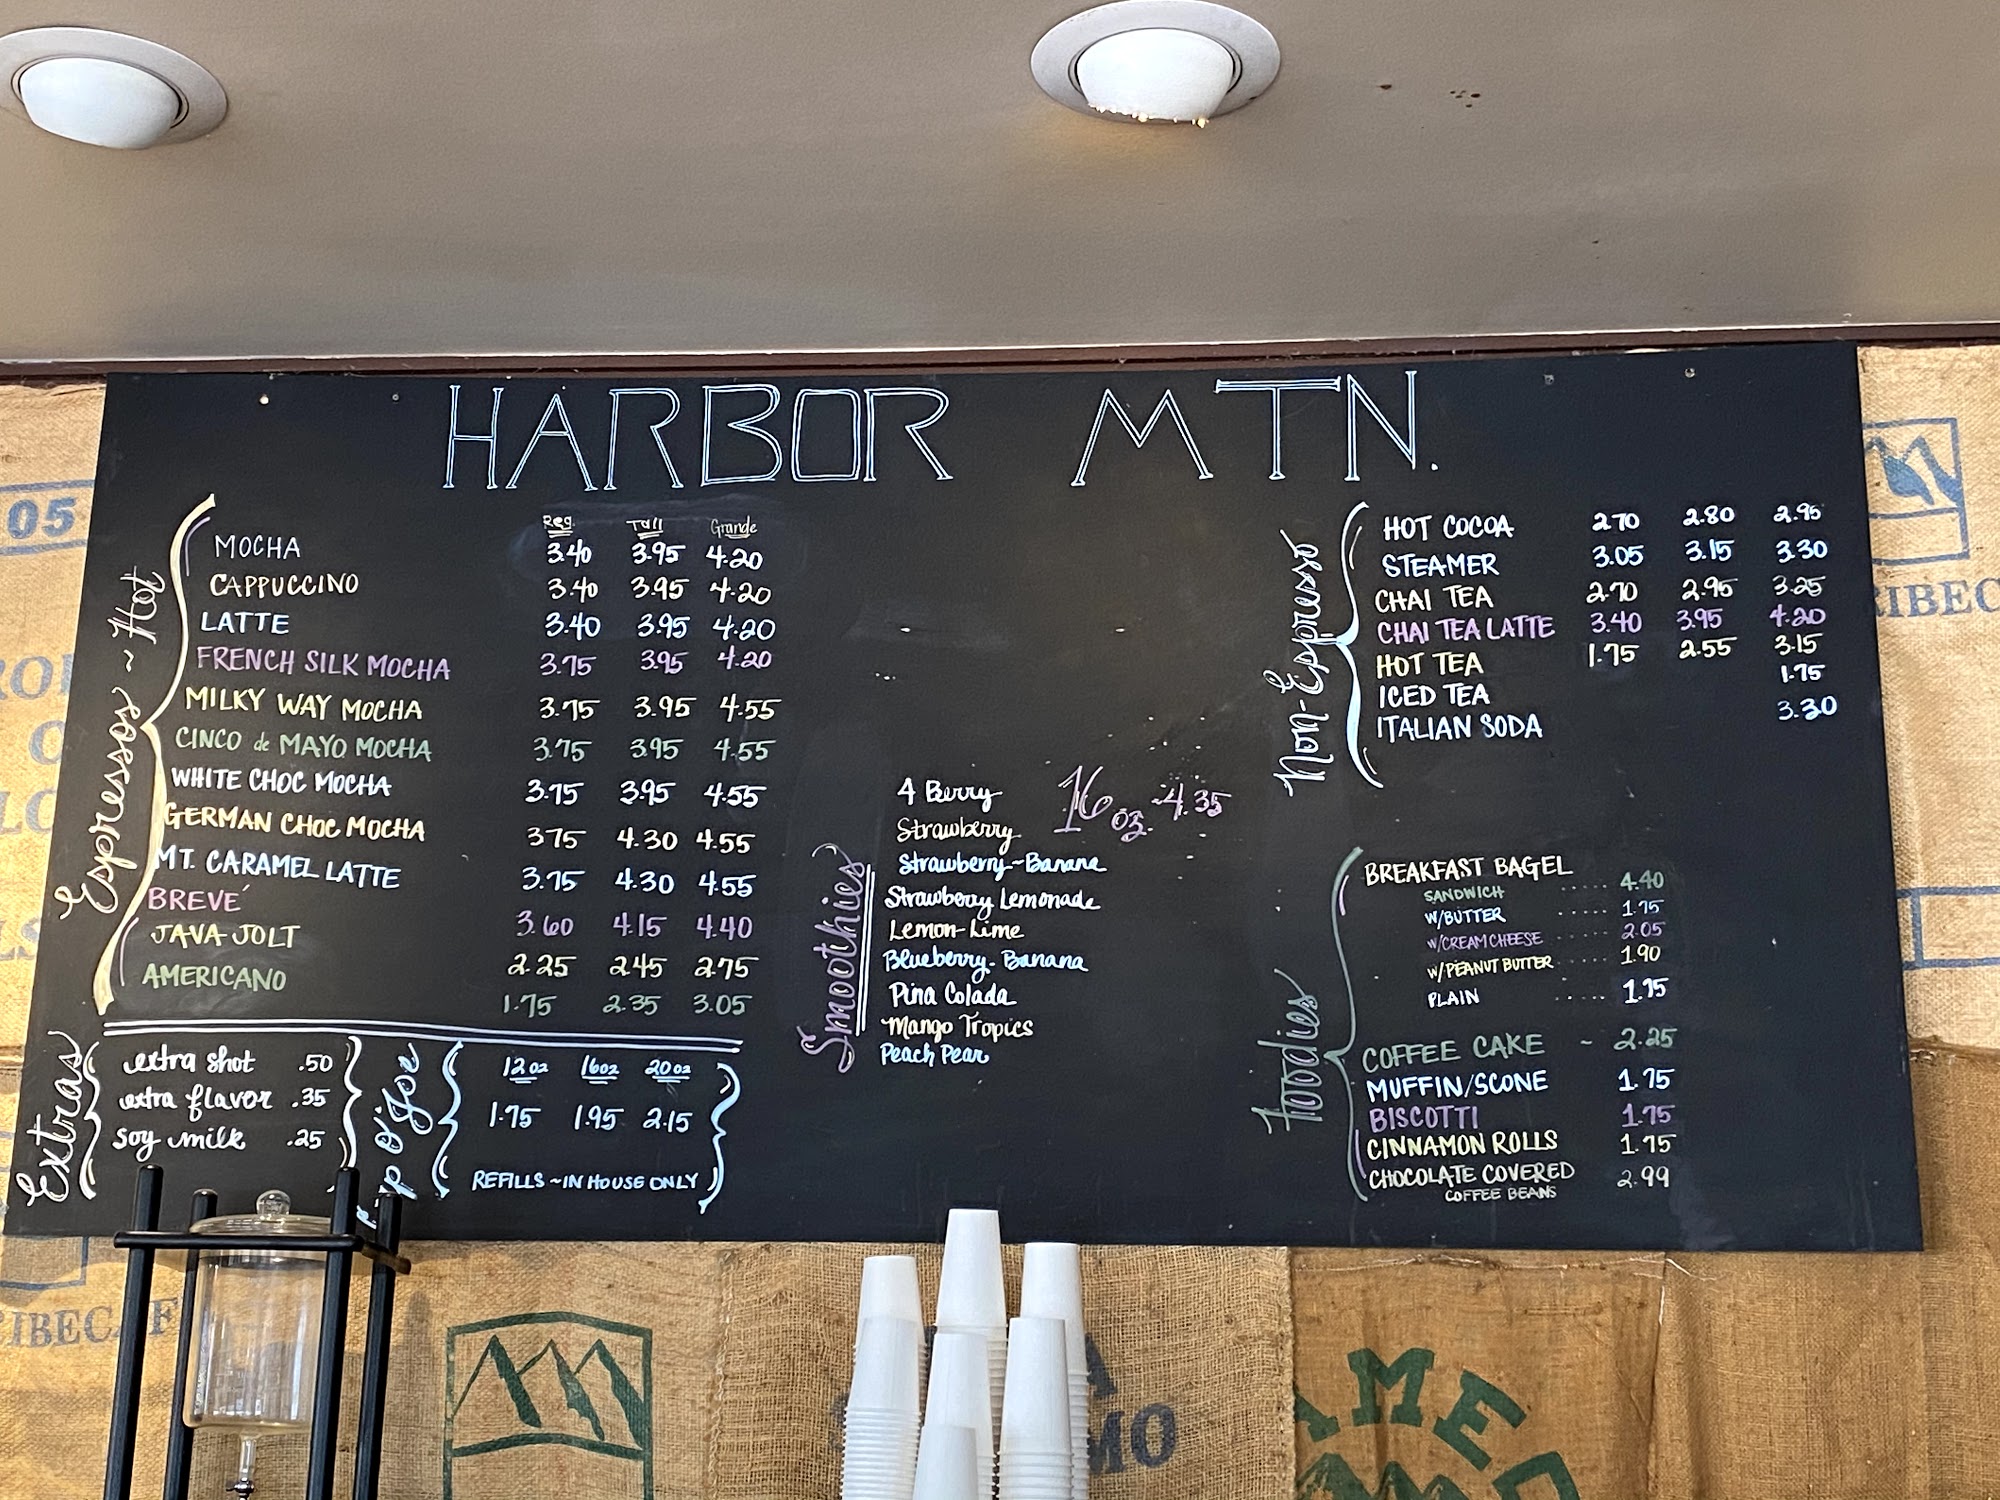 HARBOR MTN.
Espressos ~ Hot
Reg. Tall Grande
MOCHA 3.40 3.95 4.20
CAPPUCCINO 3.40 3.95 4.20
LATTE 3.40 3.95 4.20
FRENCH SILK MOCHA 3.75 3.95 4.20
MILKY WAY MOCHA 3.75 3.95 4.55
CINCO de MAYO MOCHA 3.75 3.95 4.55
WHITE CHOC MOCHA 3.75 3.95 4.55
GERMAN CHOC MOCHA 3.75 4.30 4.55
MT. CARAMEL LATTE 3.75 4.30 4.55
BREVÉ 3.60 4.15 4.40
JAVA JOLT 2.25 2.45 2.75
AMERICANO 1.75 2.35 3.05
Extras
extra shot .50
extra flavor .35
soy milk .25
p O' Joe
12oz 16oz 20oz
1.75 1.95 2.15
REFILLS ~ IN HOUSE ONLY
Smoothies
16 oz. ~4.35
4 Berry
Strawberry
Strawberry~Banana
Strawberry Lemonade
Lemon-Lime
Blueberry-Banana
Pina Colada
Mango Tropics
Peach Pear
Non-Espresso
HOT COCOA 2.70 2.80 2.95
STEAMER 3.05 3.15 3.30
CHAI TEA 2.70 2.95 3.25
CHAI TEA LATTE 3.40 3.95 4.20
HOT TEA 1.75 2.55 3.15
ICED TEA 1.75
ITALIAN SODA 3.30
Foodies
BREAKFAST BAGEL
SANDWICH ..... 4.40
W/BUTTER ..... 1.75
W/CREAM CHEESE ..... 2.05
W/PEANUT BUTTER ..... 1.90
PLAIN ..... 1.75
COFFEE CAKE ~ 2.25
MUFFIN/SCONE 1.75
BISCOTTI 1.75
CINNAMON ROLLS 1.75
CHOCOLATE COVERED 2.99
COFFEE BEANS
05
RIBEC
AME
MO